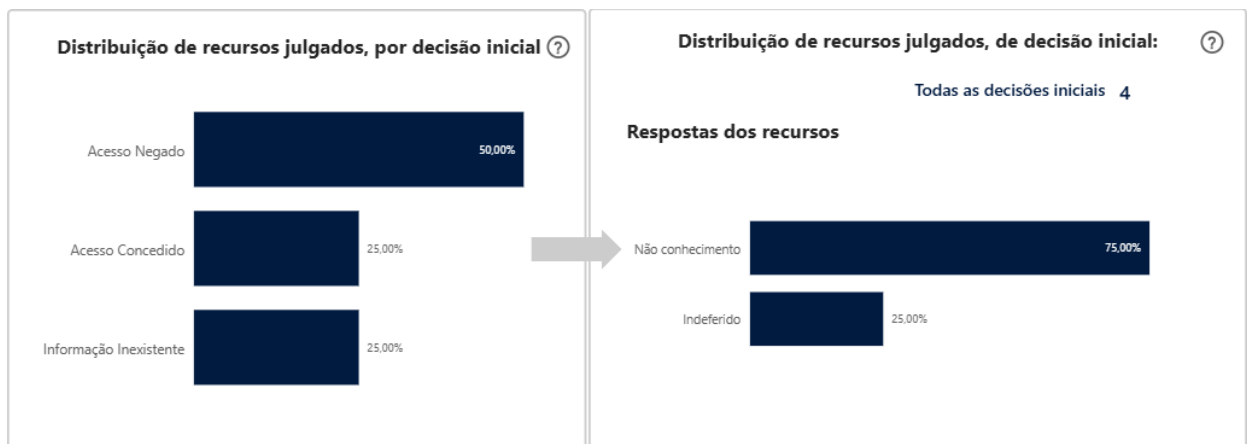 Distribuição de recursos julgados, por decisão inicial ?
Acesso Negado
50,00%
Acesso Concedido
25,00%
Informação Inexistente
25,00%
Distribuição de recursos julgados, de decisão inicial: ?
Todas as decisões iniciais 4
Respostas dos recursos
Não conhecimento
75,00%
Indeferido
25,00%